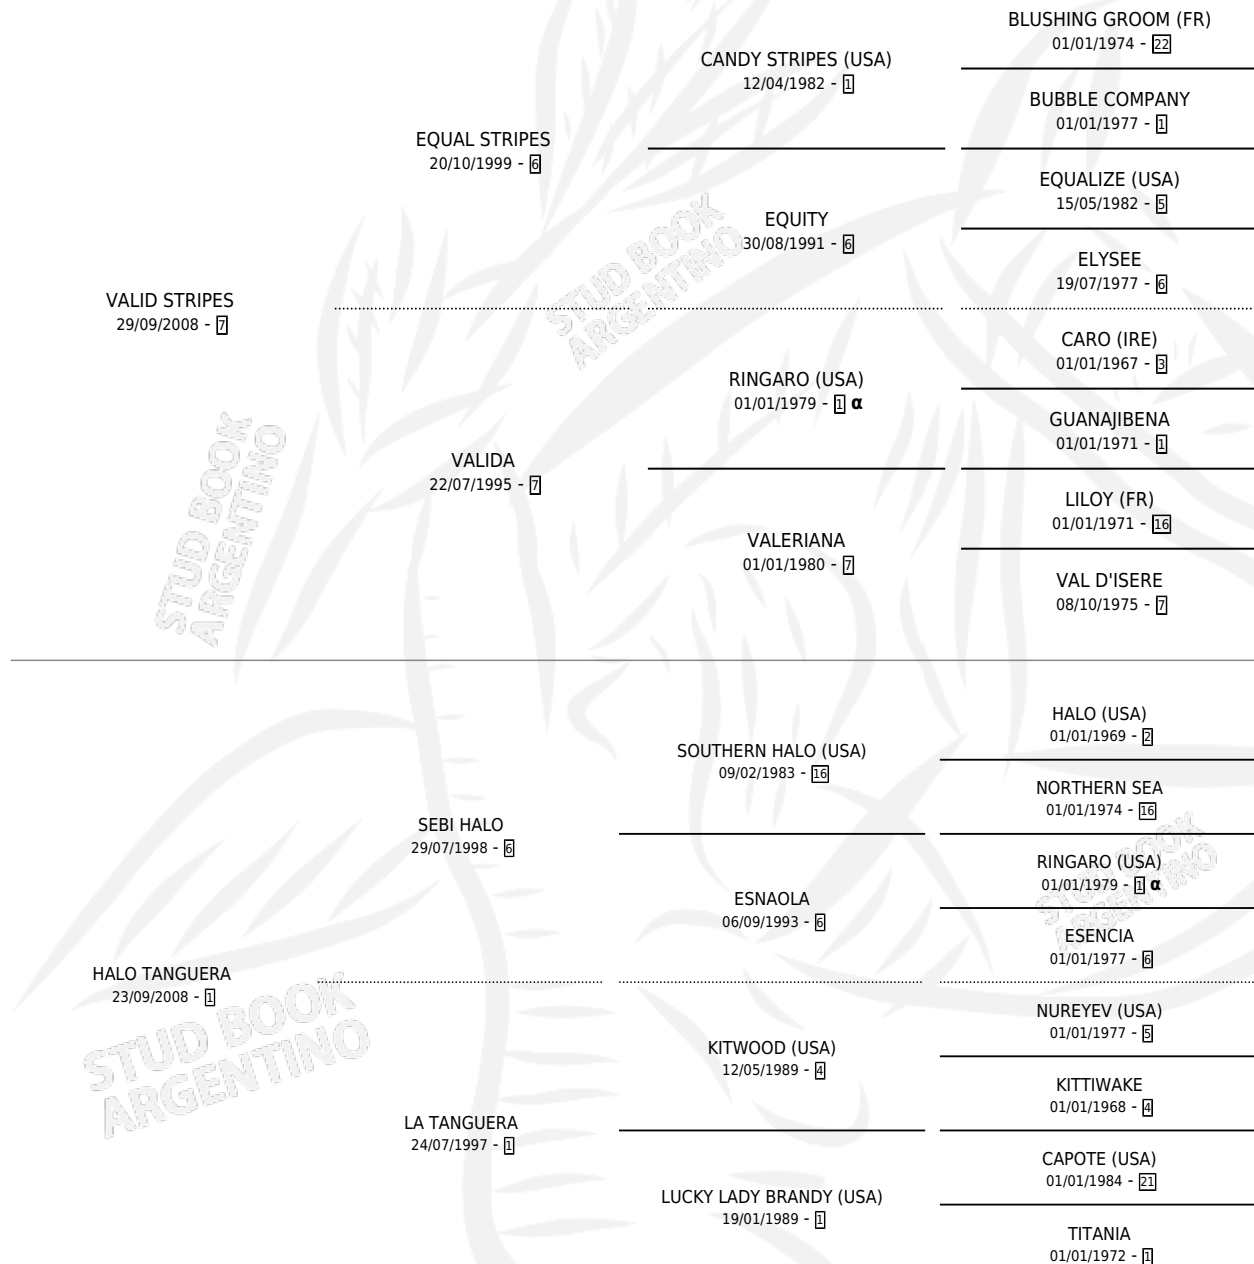 BLUSHING GROOM (FR)
01/01/1974 - 22
CANDY STRIPES (USA)
12/04/1982 - 1
BUBBLE COMPANY
01/01/1977 - 1
EQUAL STRIPES
20/10/1999 - 6
EQUALIZE (USA)
15/05/1982 - 5
EQUITY
30/08/1991 - 6
ELYSEE
19/07/1977 - 6
VALID STRIPES
29/09/2008 - 7
CARO (IRE)
01/01/1967 - 3
RINGARO (USA)
01/01/1979 - 1 α
GUANAJIBENA
01/01/1971 - 1
VALIDA
22/07/1995 - 7
LILOY (FR)
01/01/1971 - 16
VALERIANA
01/01/1980 - 7
VAL D'ISERE
08/10/1975 - 7
HALO (USA)
01/01/1969 - 2
SOUTHERN HALO (USA)
09/02/1983 - 16
NORTHERN SEA
01/01/1974 - 16
SEBI HALO
29/07/1998 - 6
RINGARO (USA)
01/01/1979 - 1 α
ESNAOLA
06/09/1993 - 6
ESENCIA
01/01/1977 - 6
HALO TANGUERA
23/09/2008 - 1
NUREYEV (USA)
01/01/1977 - 5
KITWOOD (USA)
12/05/1989 - 4
KITTIWAKE
01/01/1968 - 4
LA TANGUERA
24/07/1997 - 1
CAPOTE (USA)
01/01/1984 - 21
LUCKY LADY BRANDY (USA)
19/01/1989 - 1
TITANIA
01/01/1972 - 1
STUD BOOK
ARGENTINO
STUD BOOK
ARGENTINO
STUD BOOK
ARGENTINO
STUD BOOK
ARGENTINO